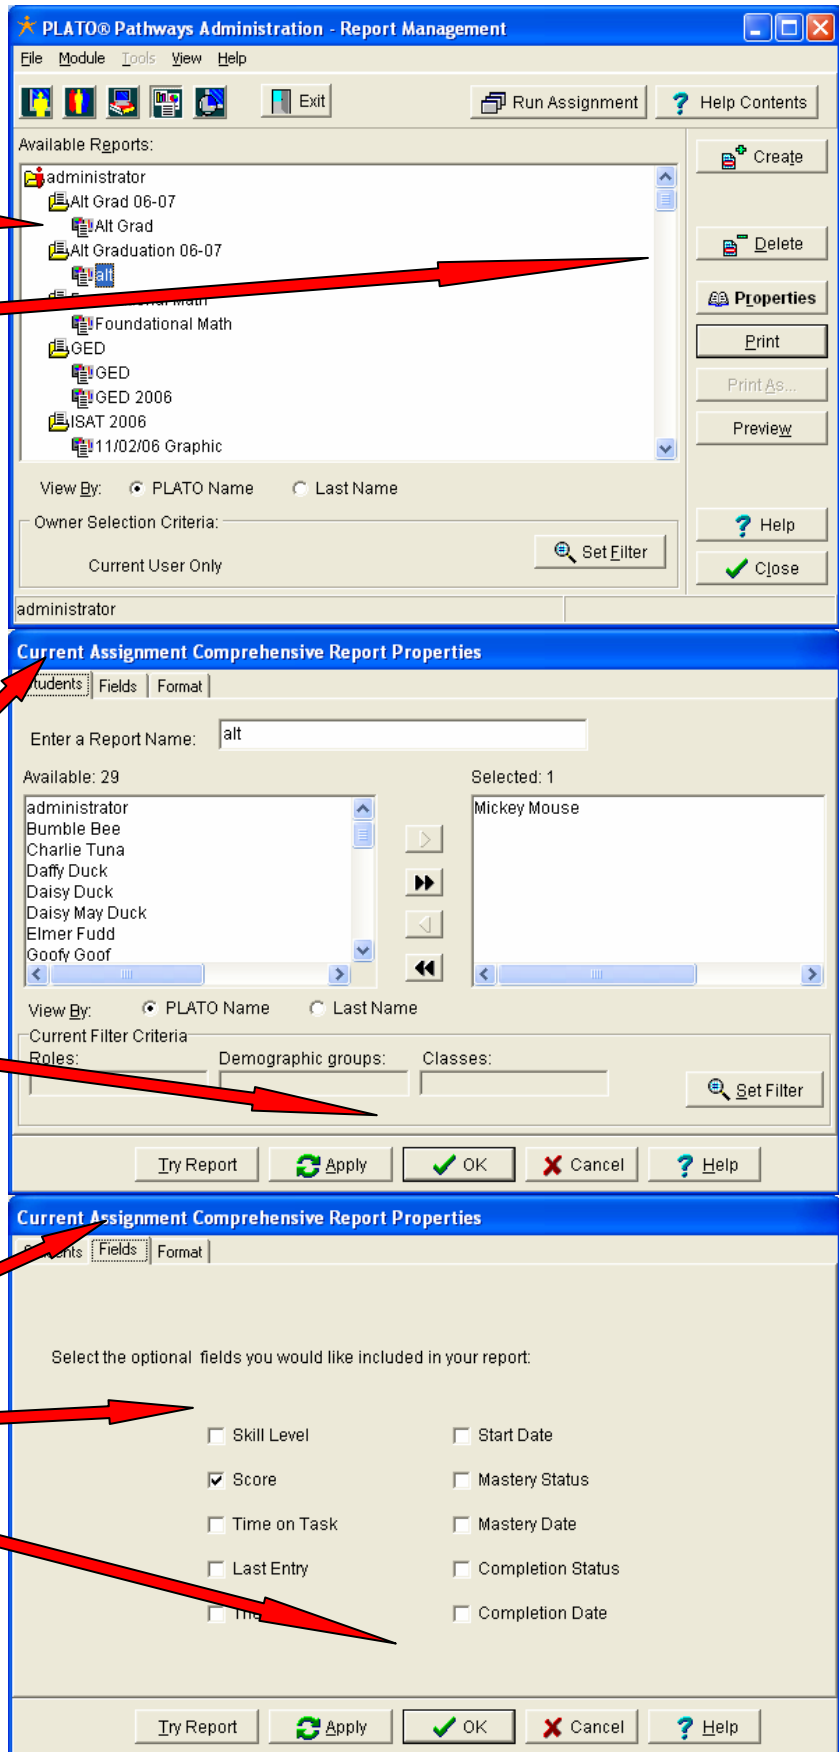 PLATO® Pathways Administration - Report Management
File Module Tools View Help
Exit Run Assignment ? Help Contents
Available Reports:
administrator
Alt Grad 06-07
Alt Grad
Alt Graduation 06-07
alt
Math
Foundational Math
GED
GED
GED 2006
ISAT 2006
11/02/06 Graphic
Create
Delete
Properties
Print
Print As...
Preview
? Help
Close
View By: PLATO Name Last Name
Owner Selection Criteria:
Current User Only
Set Filter
administrator
Current Assignment Comprehensive Report Properties
Students Fields Format
Enter a Report Name: alt
Available: 29 Selected: 1
administrator
Bumble Bee
Charlie Tuna
Daffy Duck
Daisy Duck
Daisy May Duck
Elmer Fudd
Goofy Goof
Mickey Mouse
View By: PLATO Name Last Name
Current Filter Criteria
Roles: Demographic groups: Classes:
Set Filter
Try Report Apply OK Cancel ? Help
Current Assignment Comprehensive Report Properties
Fields Format
Select the optional fields you would like included in your report:
Skill Level Start Date
Score Mastery Status
Time on Task Mastery Date
Last Entry Completion Status
Completion Date
Try Report Apply OK Cancel ? Help